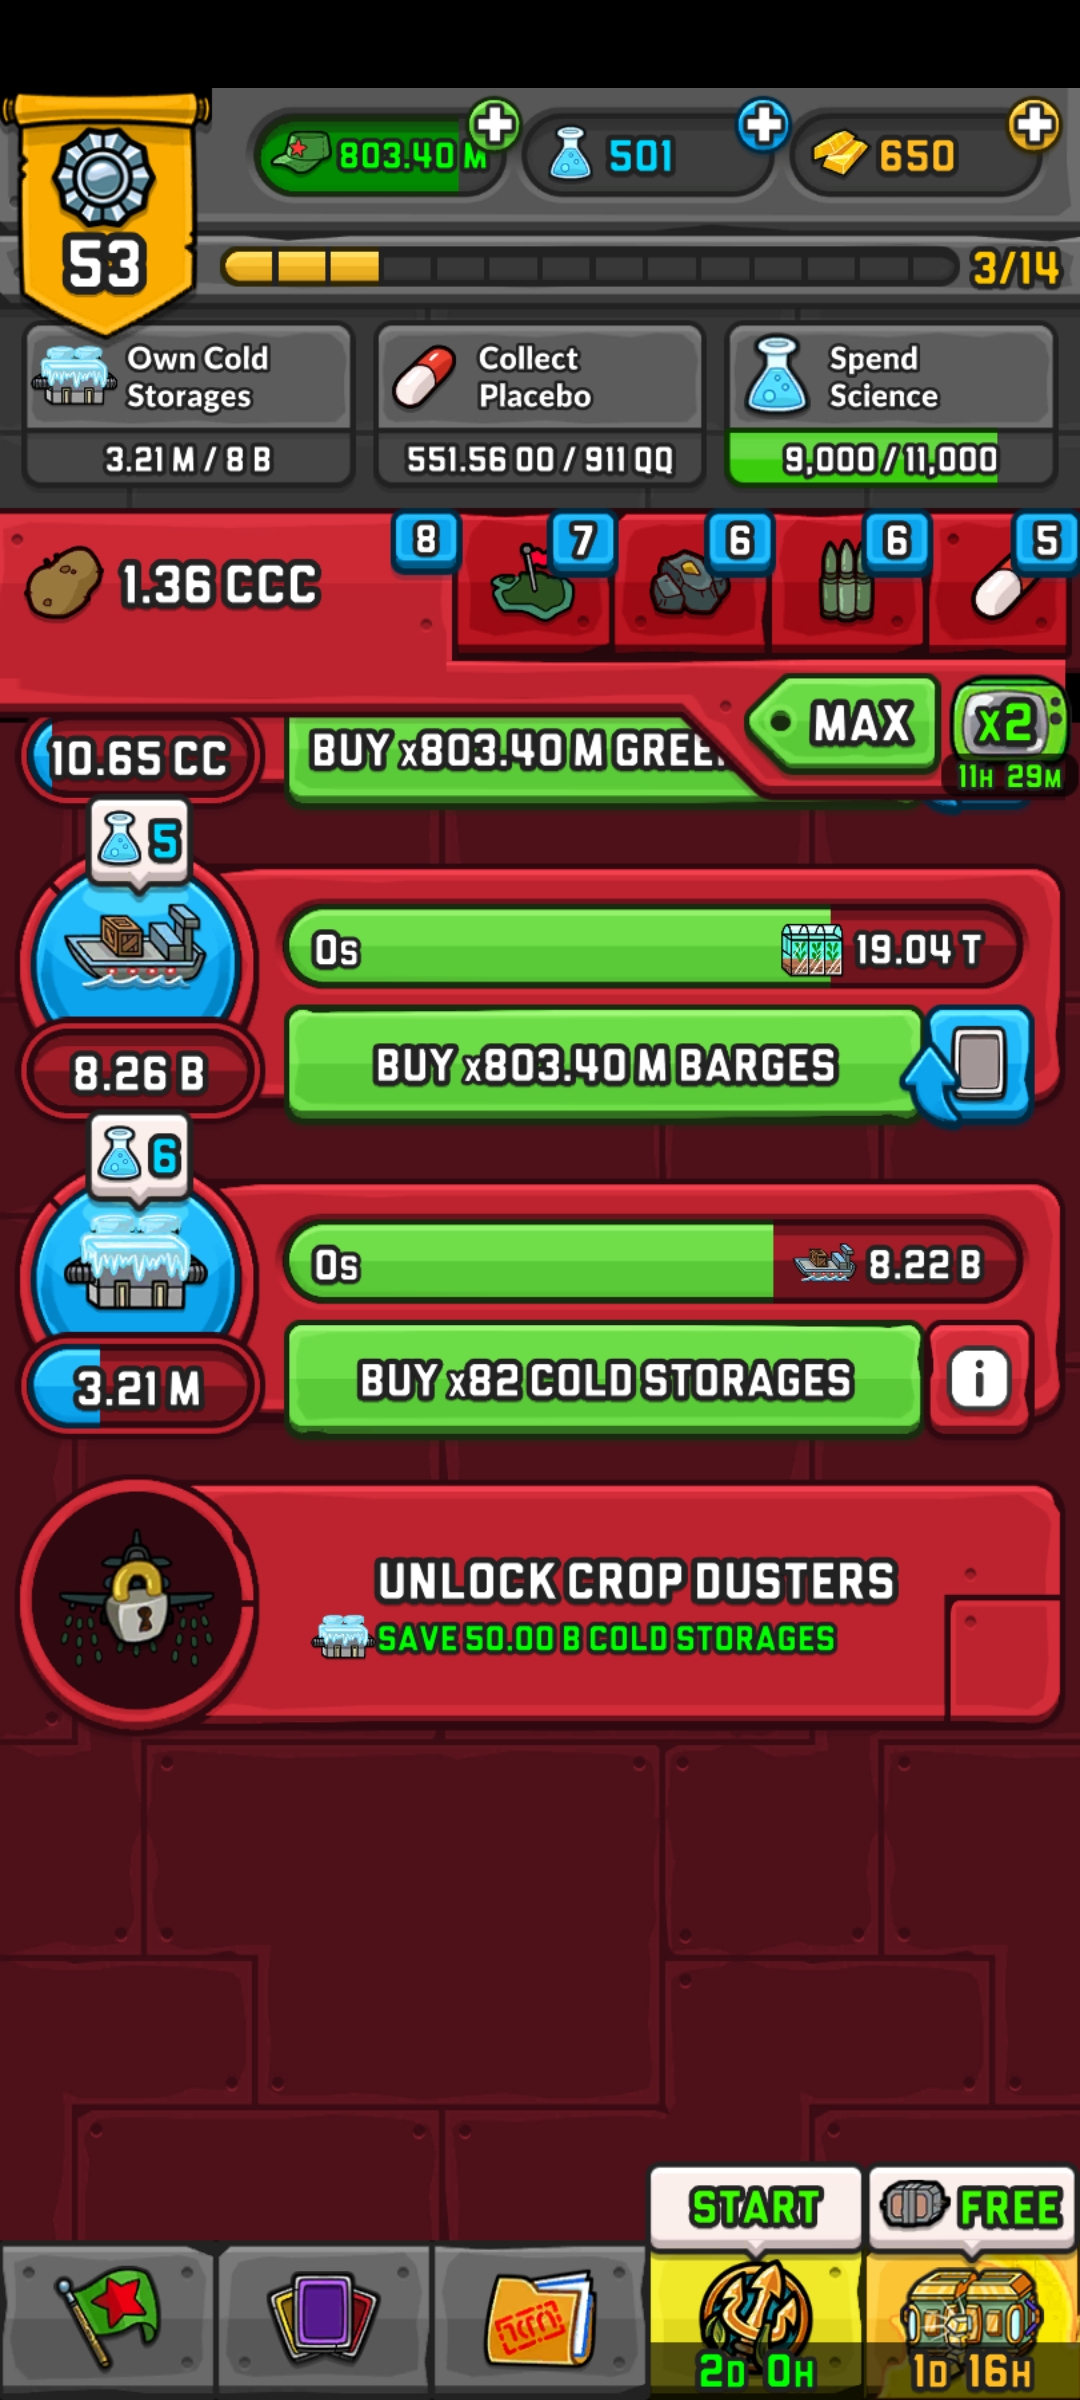 53
803.40 M
501
650
3/14
Own Cold
Storages
3.21 M / 8 B
Collect
Placebo
551.56 OO / 911 QQ
Spend
Science
9,000 / 11,000
1.36 CCC
8
7
6
6
5
MAX
x2
11H 29M
10.65 CC
BUY x803.40 M GREE..
5
0s
19.04 T
8.26 B
BUY x803.40 M BARGES
6
0s
8.22 B
3.21 M
BUY x82 COLD STORAGES
i
UNLOCK CROP DUSTERS
SAVE 50.00 B COLD STORAGES
START
FREE
2D 0H
1D 16H